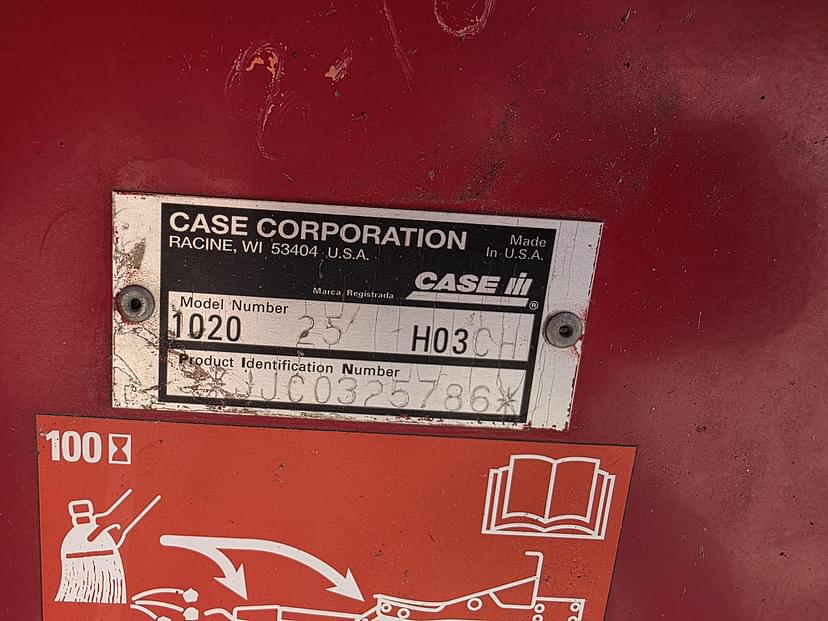 CASE CORPORATION
RACINE, WI 53404 U.S.A.
Made
In U.S.A.
CASE IH
®
Marca Registrada
Model Number
1020 25' H03CH
Product Identification Number
*JJC0325786*
100